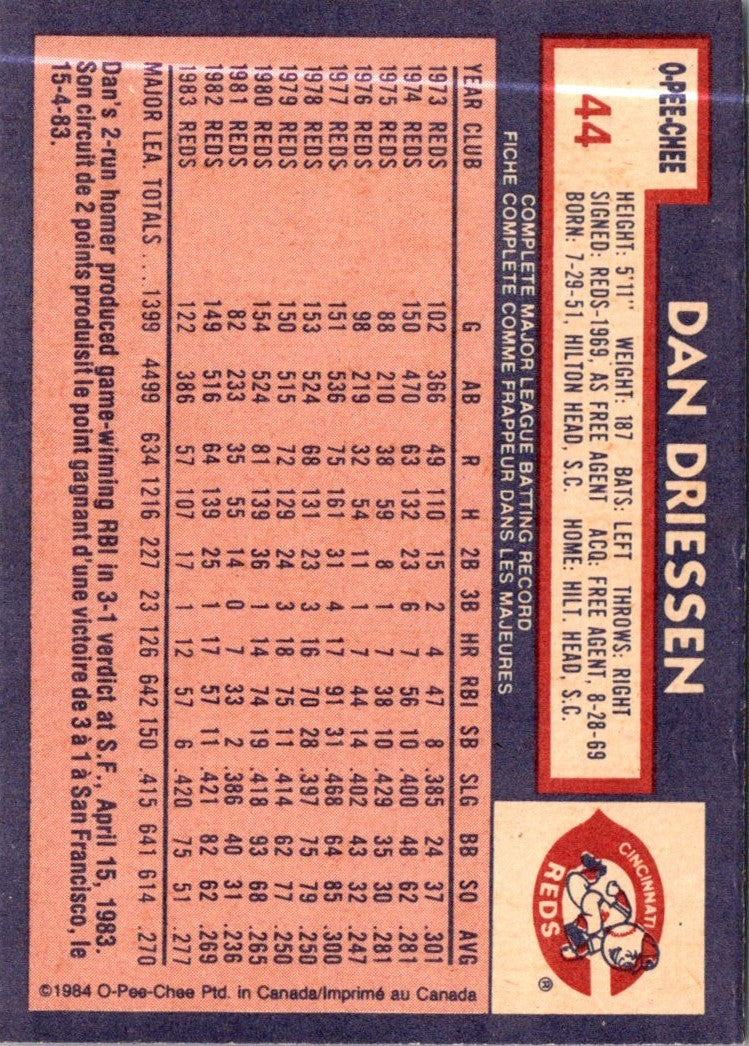 O-PEE-CHEE
44
DAN DRIESSEN
HEIGHT: 5'11" WEIGHT: 187 BATS: LEFT THROWS: RIGHT
SIGNED: REDS-1969, AS FREE AGENT ACQ: FREE AGENT, 8-28-69
BORN: 7-29-51, HILTON HEAD, S.C. HOME: HILT. HEAD, S.C.
CINCINNATI
REDS
®
COMPLETE MAJOR LEAGUE BATTING RECORD
FICHE COMPLETE COMME FRAPPEUR DANS LES MAJEURES
YEAR CLUB G AB R H 2B 3B HR RBI SB SLG BB SO AVG
1973 REDS 102 366 49 110 15 2 4 47 8 .385 24 37 .301
1974 REDS 150 470 63 132 23 6 7 56 10 .400 48 62 .281
1975 REDS 88 210 38 59 8 1 7 38 10 .429 35 30 .281
1976 REDS 98 219 32 54 11 1 7 44 14 .402 43 32 .247
1977 REDS 151 536 75 161 31 4 17 91 31 .468 64 85 .300
1978 REDS 153 524 68 131 23 3 16 70 28 .397 75 79 .250
1979 REDS 150 515 72 129 24 3 18 75 11 .414 62 77 .250
1980 REDS 154 524 81 139 36 1 14 74 19 .418 93 68 .265
1981 REDS 82 233 35 55 14 0 7 33 2 .386 40 31 .236
1982 REDS 149 516 64 139 25 1 17 57 11 .421 82 62 .269
1983 REDS 122 386 57 107 17 1 12 57 6 .420 75 51 .277
MAJOR LEA. TOTALS .... 1399 4499 634 1216 227 23 126 642 150 .415 641 614 .270
Dan's 2-run homer produced game-winning RBI in 3-1 verdict at S.F., April 15, 1983.
Son circuit de 2 points produisit le point gagnant d'une victoire de 3 à 1 à San Francisco, le
15-4-83.
©1984 O-Pee-Chee Ptd. in Canada/Imprimé au Canada